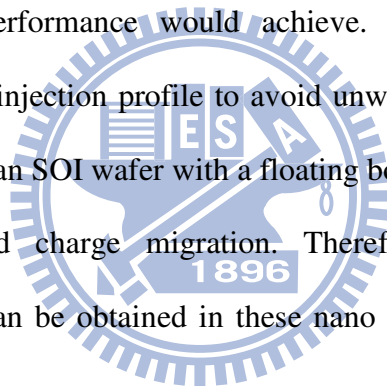 erformance would achieve.
injection profile to avoid unw
an SOI wafer with a floating bo
d charge migration. Theref
an be obtained in these nano
E S A
1896